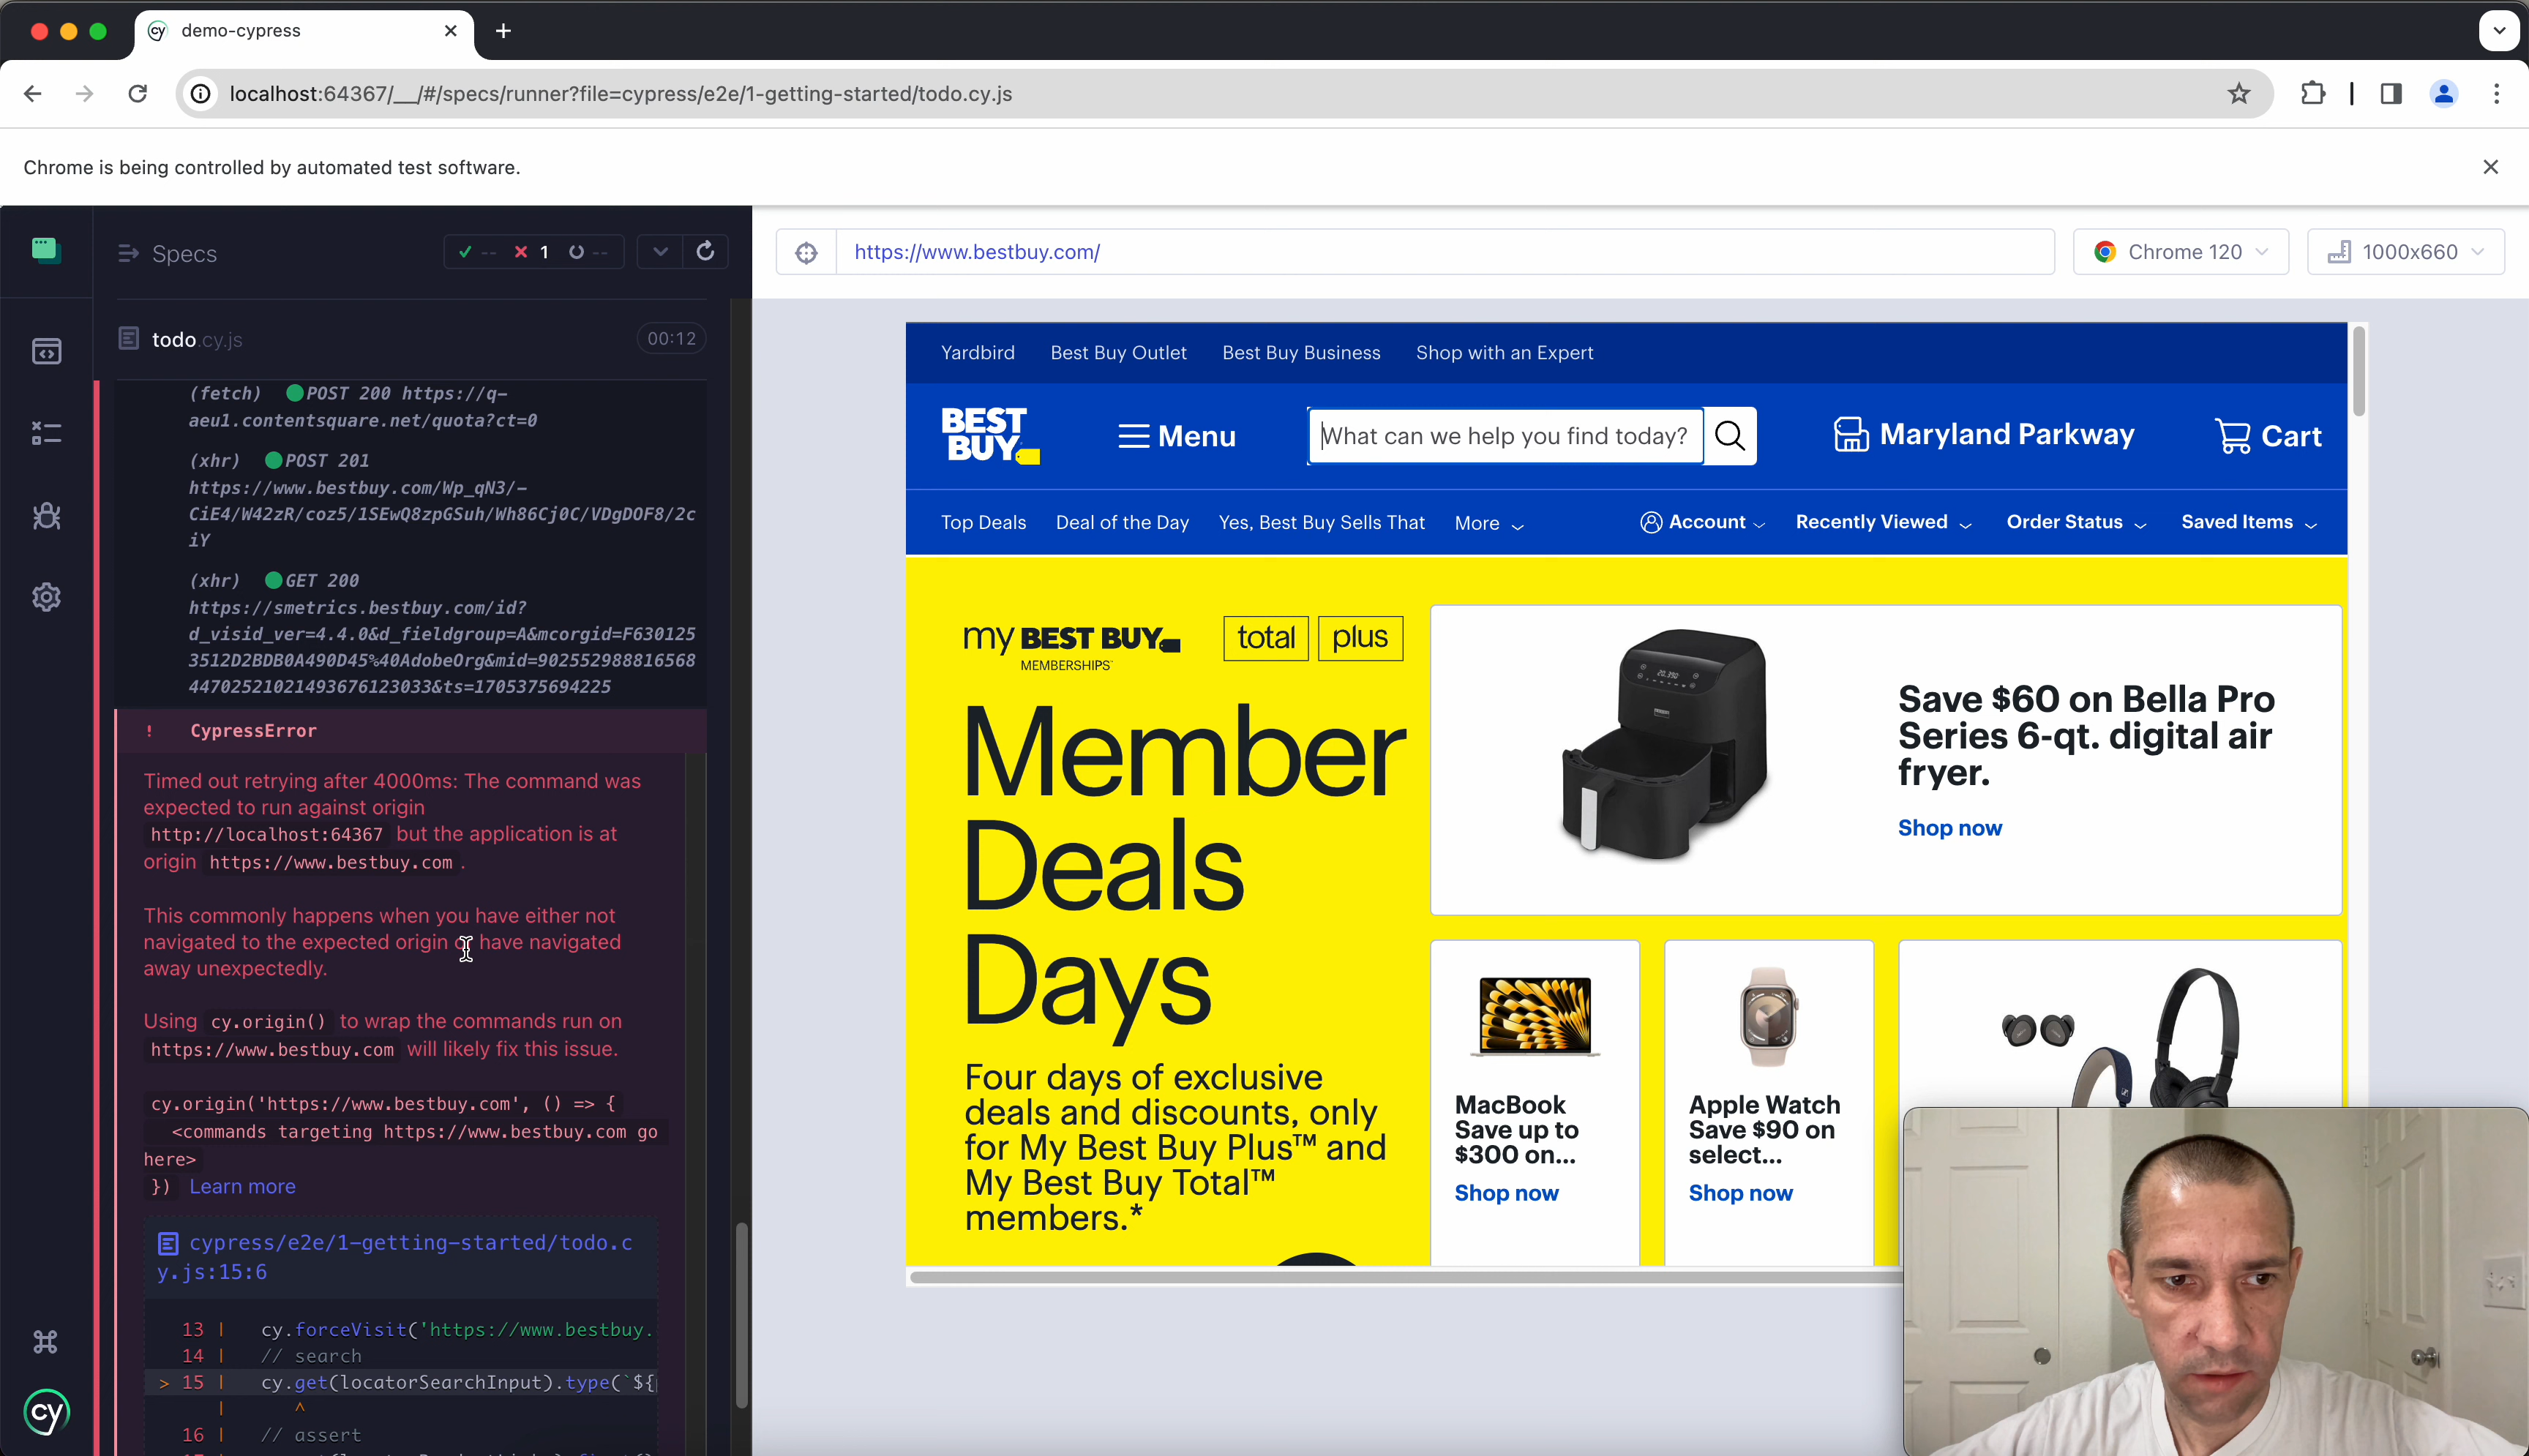 demo-cypress
localhost:64367/__/#/specs/runner?file=cypress/e2e/1-getting-started/todo.cy.js
Chrome is being controlled by automated test software.
Specs
-- 1 --
todo.cy.js 00:12
(fetch) POST 200 https://q-
aeu1.contentsquare.net/quota?ct=0
(xhr) POST 201
https://www.bestbuy.com/Wp_qN3/-
CiE4/W42zR/coz5/1SEwQ8zpGSuh/Wh86Cj0C/VDgDOF8/2c
iY
(xhr) GET 200
https://smetrics.bestbuy.com/id?
d_visid_ver=4.4.0&d_fieldgroup=A&mcorgid=F630125
3512D2BDB0A490D45%40AdobeOrg&mid=902552988816568
44702521021493676123033&ts=1705375694225
! CypressError
Timed out retrying after 4000ms: The command was
expected to run against origin
http://localhost:64367 but the application is at
origin https://www.bestbuy.com .
This commonly happens when you have either not
navigated to the expected origin or have navigated
away unexpectedly.
Using cy.origin() to wrap the commands run on
https://www.bestbuy.com will likely fix this issue.
cy.origin('https://www.bestbuy.com', () => {
<commands targeting https://www.bestbuy.com go
here>
}) Learn more
cypress/e2e/1-getting-started/todo.c
y.js:15:6
13 | cy.forceVisit('https://www.bestbuy.
14 | // search
> 15 | cy.get(locatorSearchInput).type(`${
| ^
16 | // assert
cy
https://www.bestbuy.com/
Chrome 120
1000x660
Yardbird Best Buy Outlet Best Buy Business Shop with an Expert
BEST
BUY
Menu
What can we help you find today?
Maryland Parkway
Cart
Top Deals Deal of the Day Yes, Best Buy Sells That More
Account Recently Viewed Order Status Saved Items
my BEST BUY
MEMBERSHIPS
total plus
Member
Deals
Days
Four days of exclusive
deals and discounts, only
for My Best Buy Plus™ and
My Best Buy Total™
members.*
Save $60 on Bella Pro
Series 6-qt. digital air
fryer.
Shop now
MacBook
Save up to
$300 on...
Shop now
Apple Watch
Save $90 on
select...
Shop now